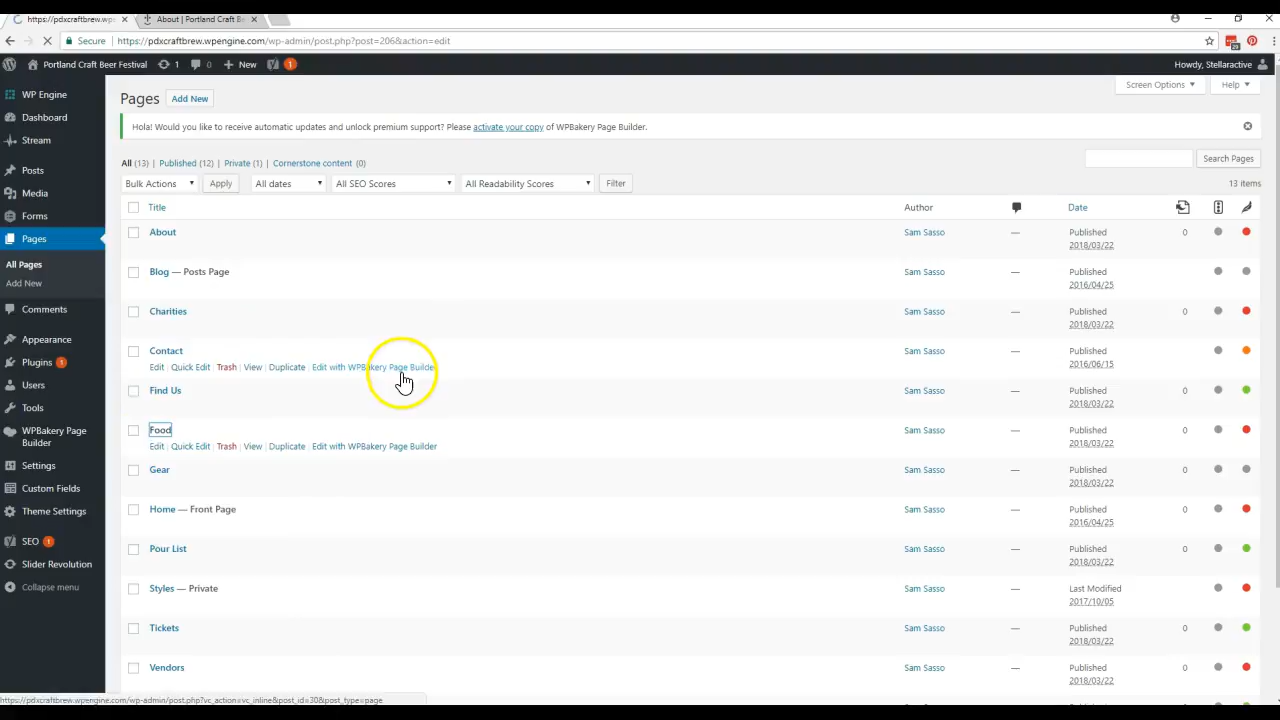 https://pdxcraftbrew.wpe
About | Portland Craft Be
Secure https://pdxcraftbrew.wpengine.com/wp-admin/post.php?post=206&action=edit
Portland Craft Beer Festival 1 0 New 1 Howdy, Stellaractive
WP Engine
Dashboard
Stream
Posts
Media
Forms
Pages
All Pages
Add New
Comments
Appearance
Plugins 1
Users
Tools
WPBakery Page
Builder
Settings
Custom Fields
Theme Settings
SEO 1
Slider Revolution
Collapse menu
Screen Options Help
Pages Add New
Hola! Would you like to receive automatic updates and unlock premium support? Please activate your copy of WPBakery Page Builder.
All (13) | Published (12) | Private (1) | Cornerstone content (0)
Search Pages
Bulk Actions Apply All dates All SEO Scores All Readability Scores Filter 13 items
Title Author Date
About Sam Sasso — Published 0
2018/03/22
Blog — Posts Page Sam Sasso — Published
2016/04/25
Charities Sam Sasso — Published 0
2018/03/22
Contact Sam Sasso — Published
Edit | Quick Edit | Trash | View | Duplicate | Edit with WPBakery Page Builder 2016/06/15
Find Us Sam Sasso — Published 0
2018/03/22
Food Sam Sasso — Published 0
Edit | Quick Edit | Trash | View | Duplicate | Edit with WPBakery Page Builder 2018/03/22
Gear Sam Sasso — Published 0
2018/03/22
Home — Front Page Sam Sasso — Published 0
2016/04/25
Pour List Sam Sasso — Published 0
2018/03/22
Styles — Private Sam Sasso — Last Modified
2017/10/05
Tickets Sam Sasso — Published 0
2018/03/22
Vendors Sam Sasso — Published 0
2018/03/22
https://pdxcraftbrew.wpengine.com/wp-admin/post.php?vc_action=vc_inline&post_id=30&post_type=page